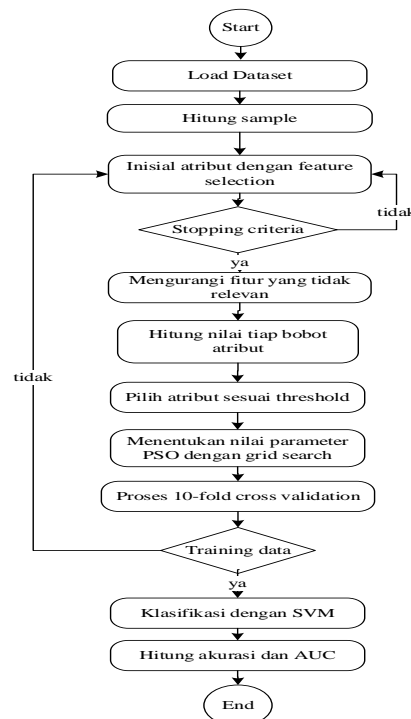 Start
Load Dataset
Hitung sample
Inisial atribut dengan feature
selection
tidak
Stopping criteria
ya
Mengurangi fitur yang tidak
relevan
Hitung nilai tiap bobot
atribut
tidak
Pilih atribut sesuai threshold
Menentukan nilai parameter
PSO dengan grid search
Proses 10-fold cross validation
Training data
ya
Klasifikasi dengan SVM
Hitung akurasi dan AUC
End